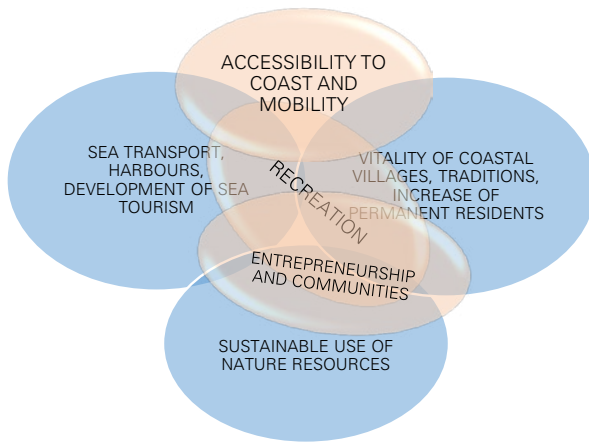 ACCESSIBILITY TO
COAST AND
MOBILITY
SEA TRANSPORT,
HARBOURS,
DEVELOPMENT OF SEA
TOURISM
RECREATION
VITALITY OF COASTAL
VILLAGES, TRADITIONS,
INCREASE OF
PERMANENT RESIDENTS
ENTREPRENEURSHIP
AND COMMUNITIES
SUSTAINABLE USE OF
NATURE RESOURCES